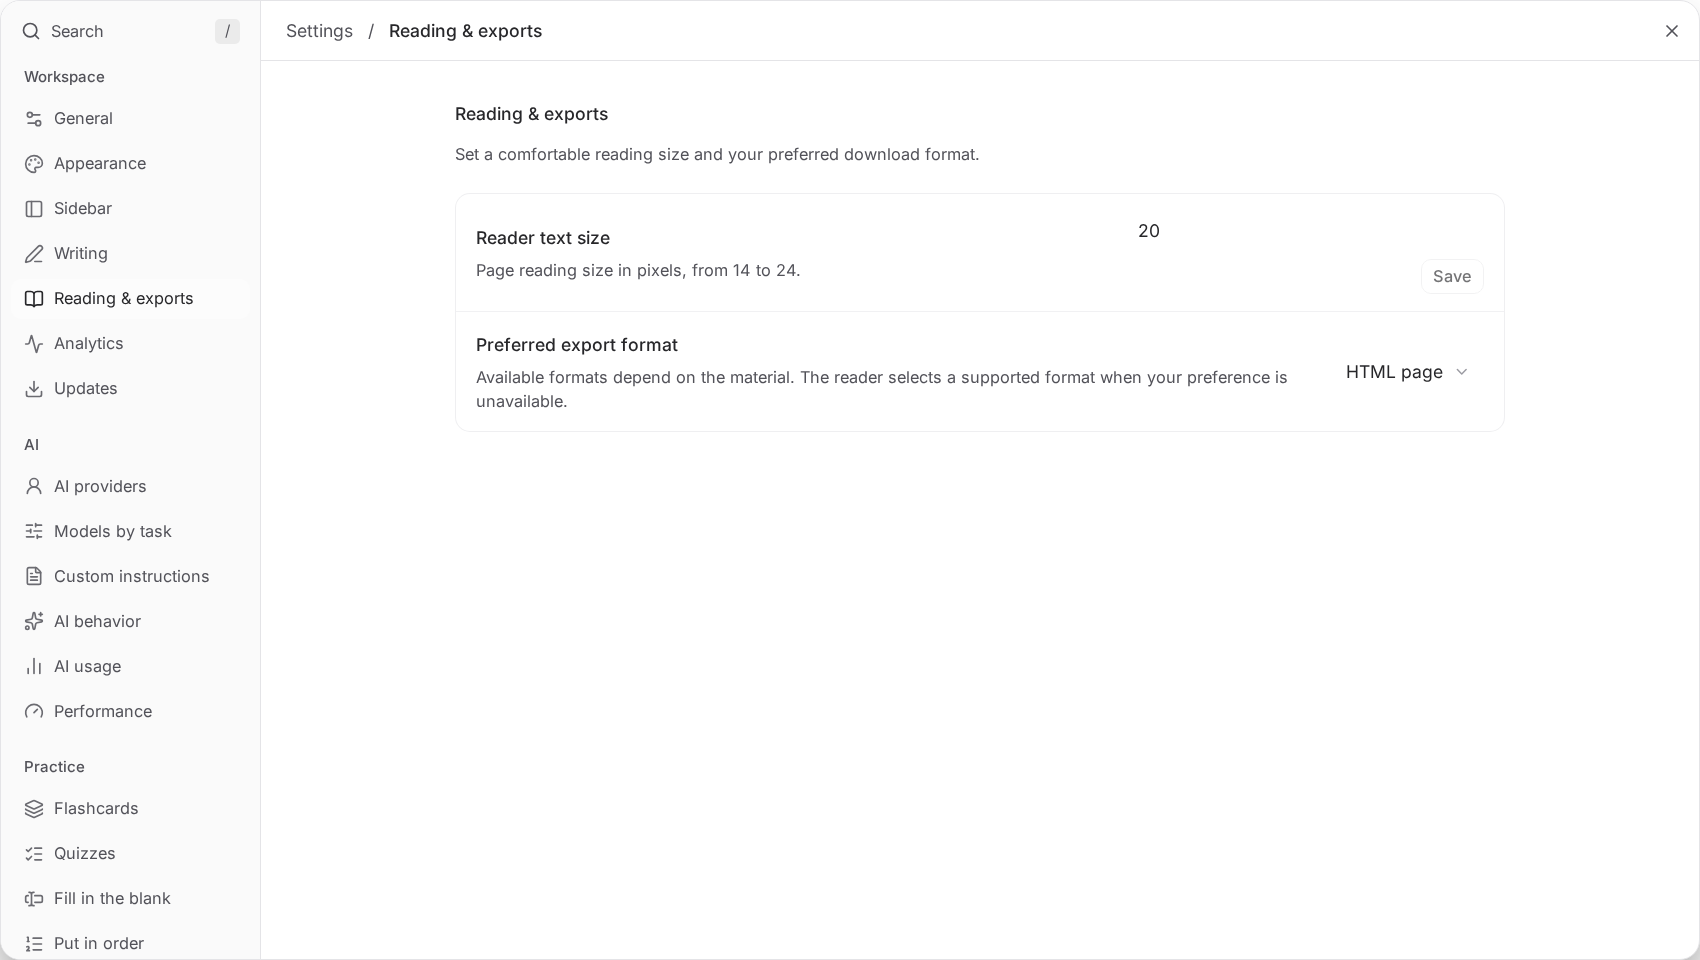 Search
/
Workspace
General
Appearance
Sidebar
Writing
Reading & exports
Analytics
Updates
AI
AI providers
Models by task
Custom instructions
AI behavior
AI usage
Performance
Practice
Flashcards
Quizzes
Fill in the blank
Put in order
Settings / Reading & exports
Reading & exports
Set a comfortable reading size and your preferred download format.
Reader text size
Page reading size in pixels, from 14 to 24.
20
Save
Preferred export format
Available formats depend on the material. The reader selects a supported format when your preference is
unavailable.
HTML page